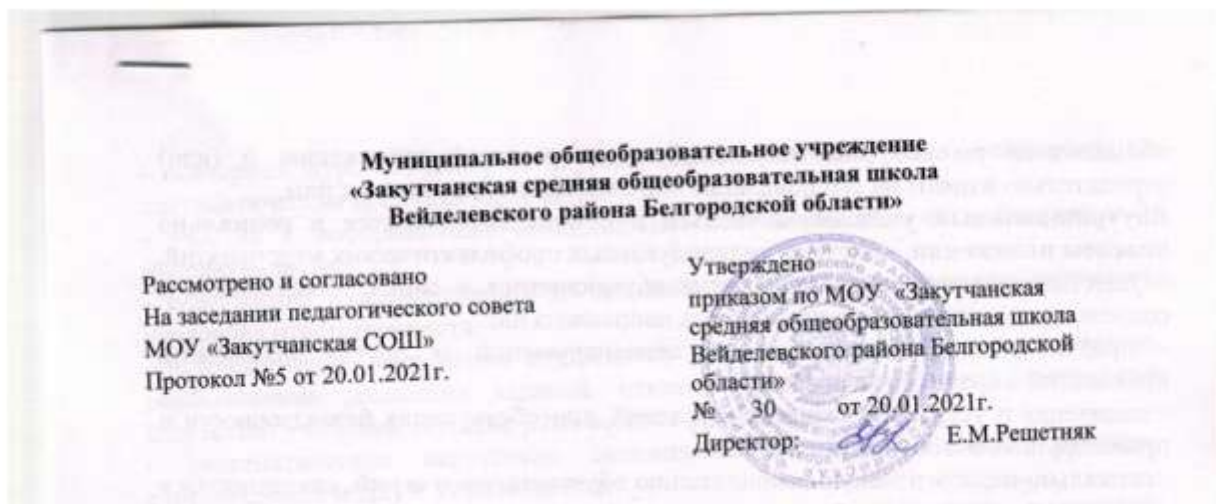 Муниципальное общеобразовательное учреждение
«Закутчанская средняя общеобразовательная школа
Вейделевского района Белгородской области»
Рассмотрено и согласовано
На заседании педагогического совета
МОУ «Закутчанская СОШ»
Протокол №5 от 20.01.2021г.
Утверждено
приказом по МОУ «Закутчанская
средняя общеобразовательная школа
Вейделевского района Белгородской
области»
№ 30 от 20.01.2021г.
Директор: Е.М.Решетняк